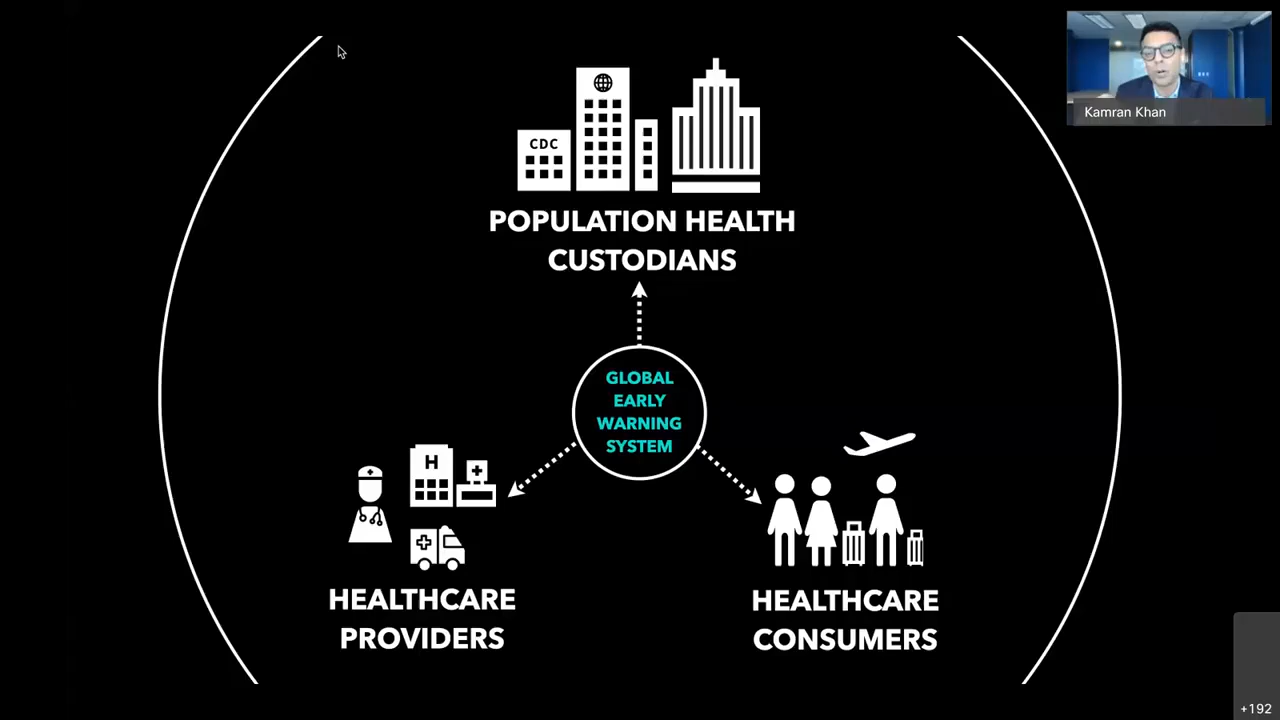 Kamran Khan
CDC
POPULATION HEALTH
CUSTODIANS
GLOBAL
EARLY
WARNING
SYSTEM
H
HEALTHCARE
PROVIDERS
HEALTHCARE
CONSUMERS
+192